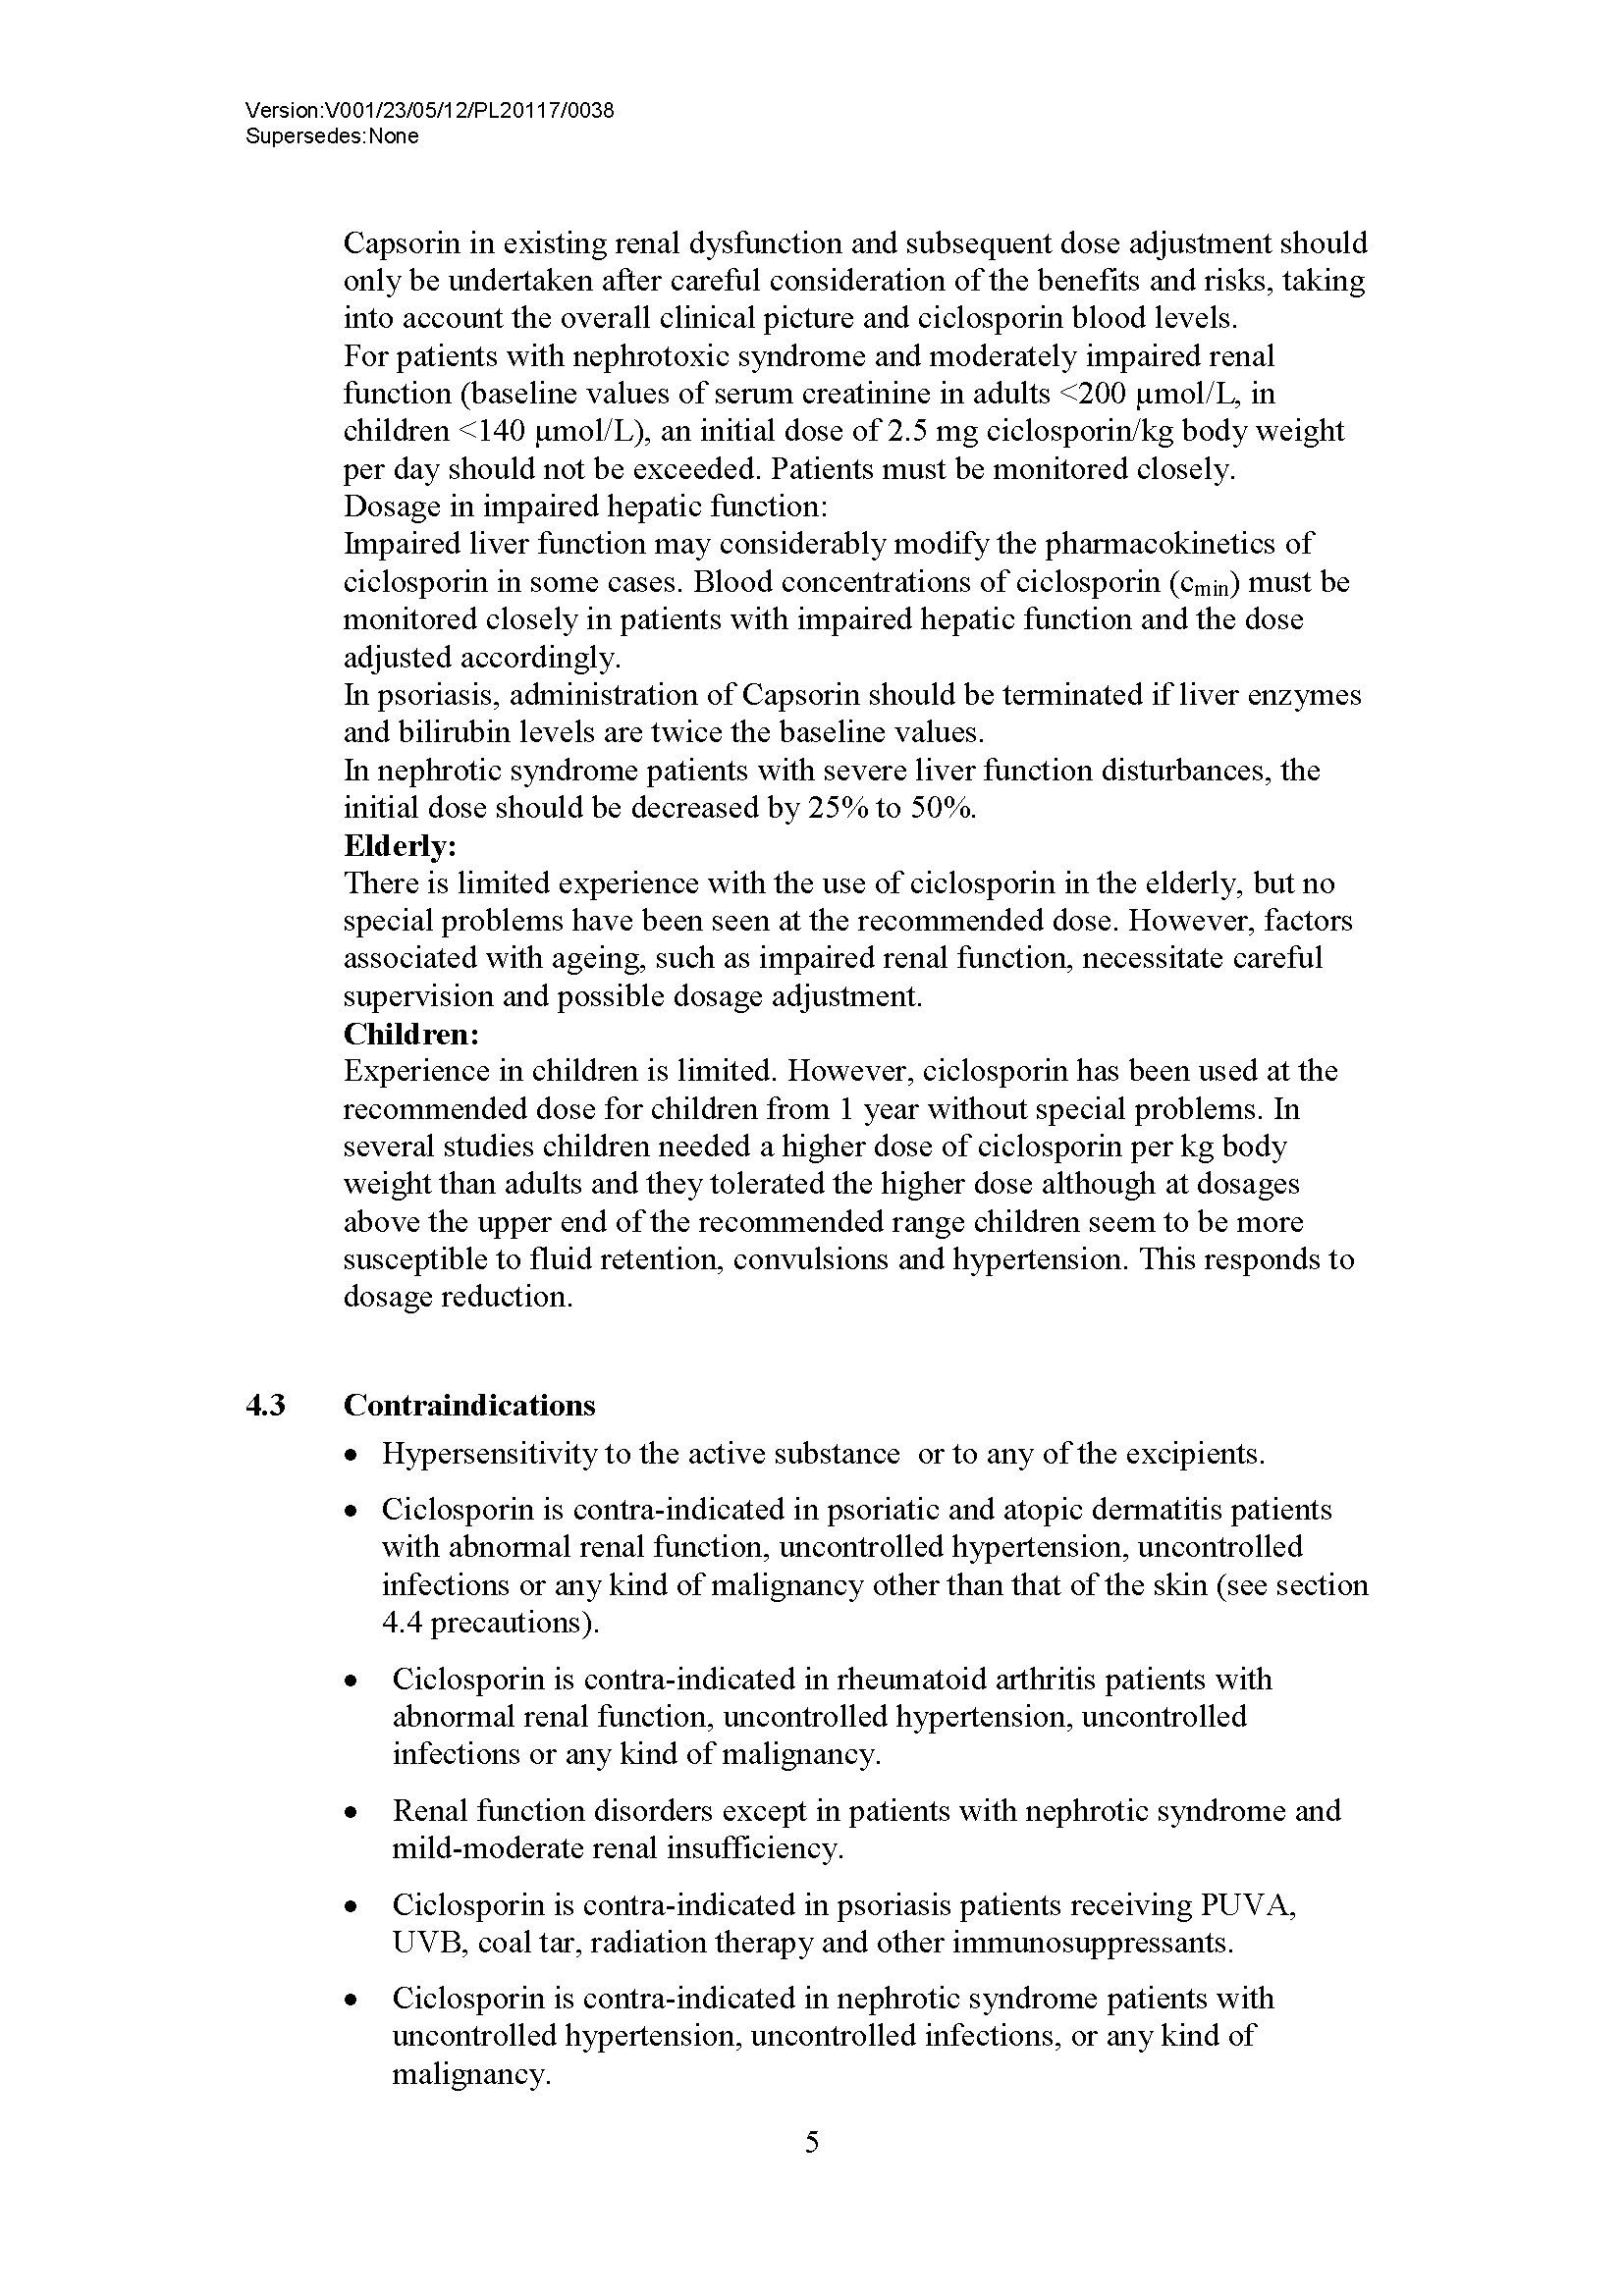 Version:V001/23/05/12/PL20117/0038
Supersedes:None
Capsorin in existing renal dysfunction and subsequent dose adjustment should
only be undertaken after careful consideration of the benefits and risks, taking
into account the overall clinical picture and ciclosporin blood levels.
For patients with nephrotoxic syndrome and moderately impaired renal
function (baseline values of serum creatinine in adults <200 µmol/L, in
children <140 µmol/L), an initial dose of 2.5 mg ciclosporin/kg body weight
per day should not be exceeded. Patients must be monitored closely.
Dosage in impaired hepatic function:
Impaired liver function may considerably modify the pharmacokinetics of
ciclosporin in some cases. Blood concentrations of ciclosporin (cmin) must be
monitored closely in patients with impaired hepatic function and the dose
adjusted accordingly.
In psoriasis, administration of Capsorin should be terminated if liver enzymes
and bilirubin levels are twice the baseline values.
In nephrotic syndrome patients with severe liver function disturbances, the
initial dose should be decreased by 25% to 50%.
Elderly:
There is limited experience with the use of ciclosporin in the elderly, but no
special problems have been seen at the recommended dose. However, factors
associated with ageing, such as impaired renal function, necessitate careful
supervision and possible dosage adjustment.
Children:
Experience in children is limited. However, ciclosporin has been used at the
recommended dose for children from 1 year without special problems. In
several studies children needed a higher dose of ciclosporin per kg body
weight than adults and they tolerated the higher dose although at dosages
above the upper end of the recommended range children seem to be more
susceptible to fluid retention, convulsions and hypertension. This responds to
dosage reduction.
4.3 Contraindications
• Hypersensitivity to the active substance or to any of the excipients.
• Ciclosporin is contra-indicated in psoriatic and atopic dermatitis patients
with abnormal renal function, uncontrolled hypertension, uncontrolled
infections or any kind of malignancy other than that of the skin (see section
4.4 precautions).
• Ciclosporin is contra-indicated in rheumatoid arthritis patients with
abnormal renal function, uncontrolled hypertension, uncontrolled
infections or any kind of malignancy.
• Renal function disorders except in patients with nephrotic syndrome and
mild-moderate renal insufficiency.
• Ciclosporin is contra-indicated in psoriasis patients receiving PUVA,
UVB, coal tar, radiation therapy and other immunosuppressants.
• Ciclosporin is contra-indicated in nephrotic syndrome patients with
uncontrolled hypertension, uncontrolled infections, or any kind of
malignancy.
5